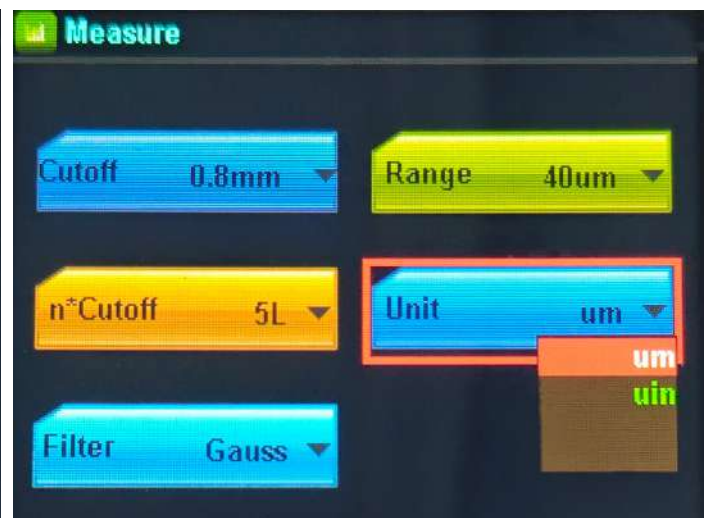 Measure
Cutoff 0.8mm
Range 40um
n*Cutoff 5L
Unit um
um
uin
Filter Gauss